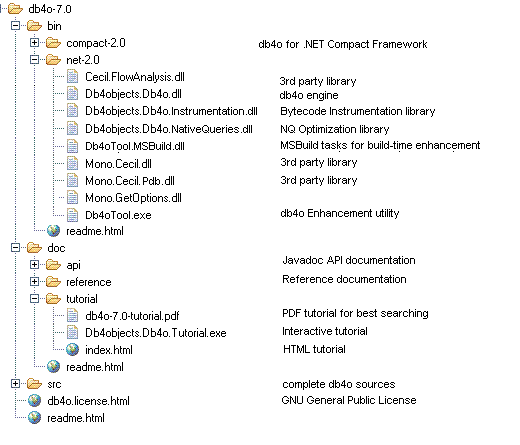 db4o-7.0
bin
compact-2.0 db4o for .NET Compact Framework
net-2.0
Cecil.FlowAnalysis.dll 3rd party library
Db4objects.Db4o.dll db4o engine
Db4objects.Db4o.Instrumentation.dll Bytecode Instrumentation library
Db4objects.Db4o.NativeQueries.dll NQ Optimization library
Db4oTool.MSBuild.dll MSBuild tasks for build-time enhancement
Mono.Cecil.dll 3rd party library
Mono.Cecil.Pdb.dll 3rd party library
Mono.GetOptions.dll
Db4oTool.exe db4o Enhancement utility
readme.html
doc
api Javadoc API documentation
reference Reference documentation
tutorial
db4o-7.0-tutorial.pdf PDF tutorial for best searching
Db4objects.Db4o.Tutorial.exe Interactive tutorial
index.html HTML tutorial
readme.html
src complete db4o sources
db4o.license.html GNU General Public License
readme.html